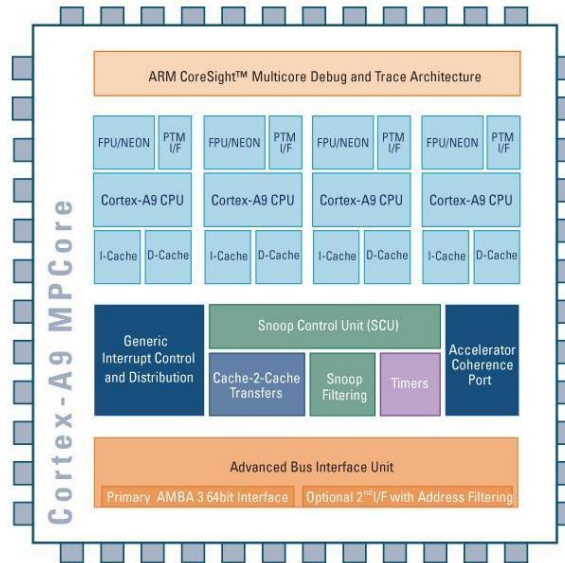 Cortex-A9 MPCore
ARM CoreSight™ Multicore Debug and Trace Architecture
FPU/NEON PTM I/F FPU/NEON PTM I/F FPU/NEON PTM I/F FPU/NEON PTM I/F
Cortex-A9 CPU Cortex-A9 CPU Cortex-A9 CPU Cortex-A9 CPU
I-Cache D-Cache I-Cache D-Cache I-Cache D-Cache I-Cache D-Cache
Generic
Interrupt Control
and Distribution
Snoop Control Unit (SCU)
Cache-2-Cache
Transfers
Snoop
Filtering
Timers
Accelerator
Coherence
Port
Advanced Bus Interface Unit
Primary AMBA 3 64bit Interface
Optional 2nd I/F with Address Filtering